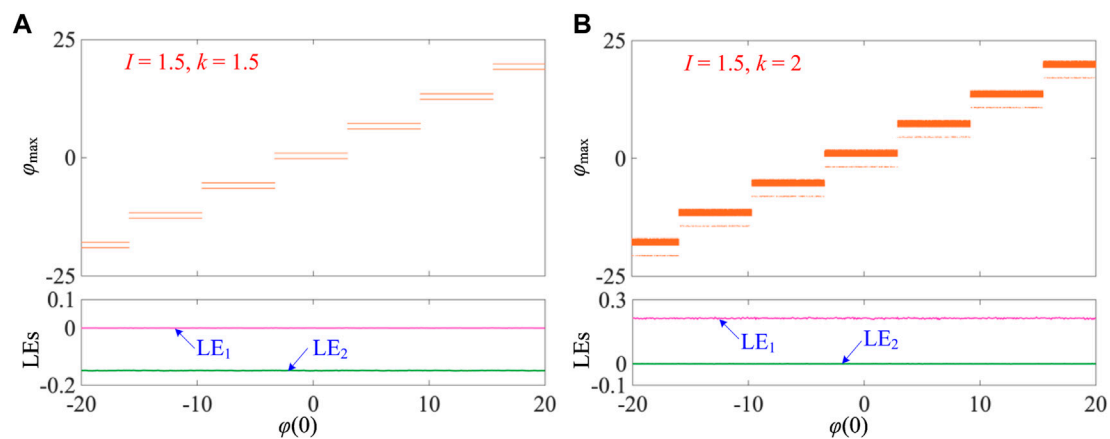 A
25
I = 1.5, k = 1.5
φmax
0
-25
0.1
0
LEs
LE1
LE2
-0.2
-20
-10
0
10
20
φ(0)
B
25
I = 1.5, k = 2
φmax
0
-25
0.3
LEs
LE1
LE2
0
-0.1
-20
-10
0
10
20
φ(0)